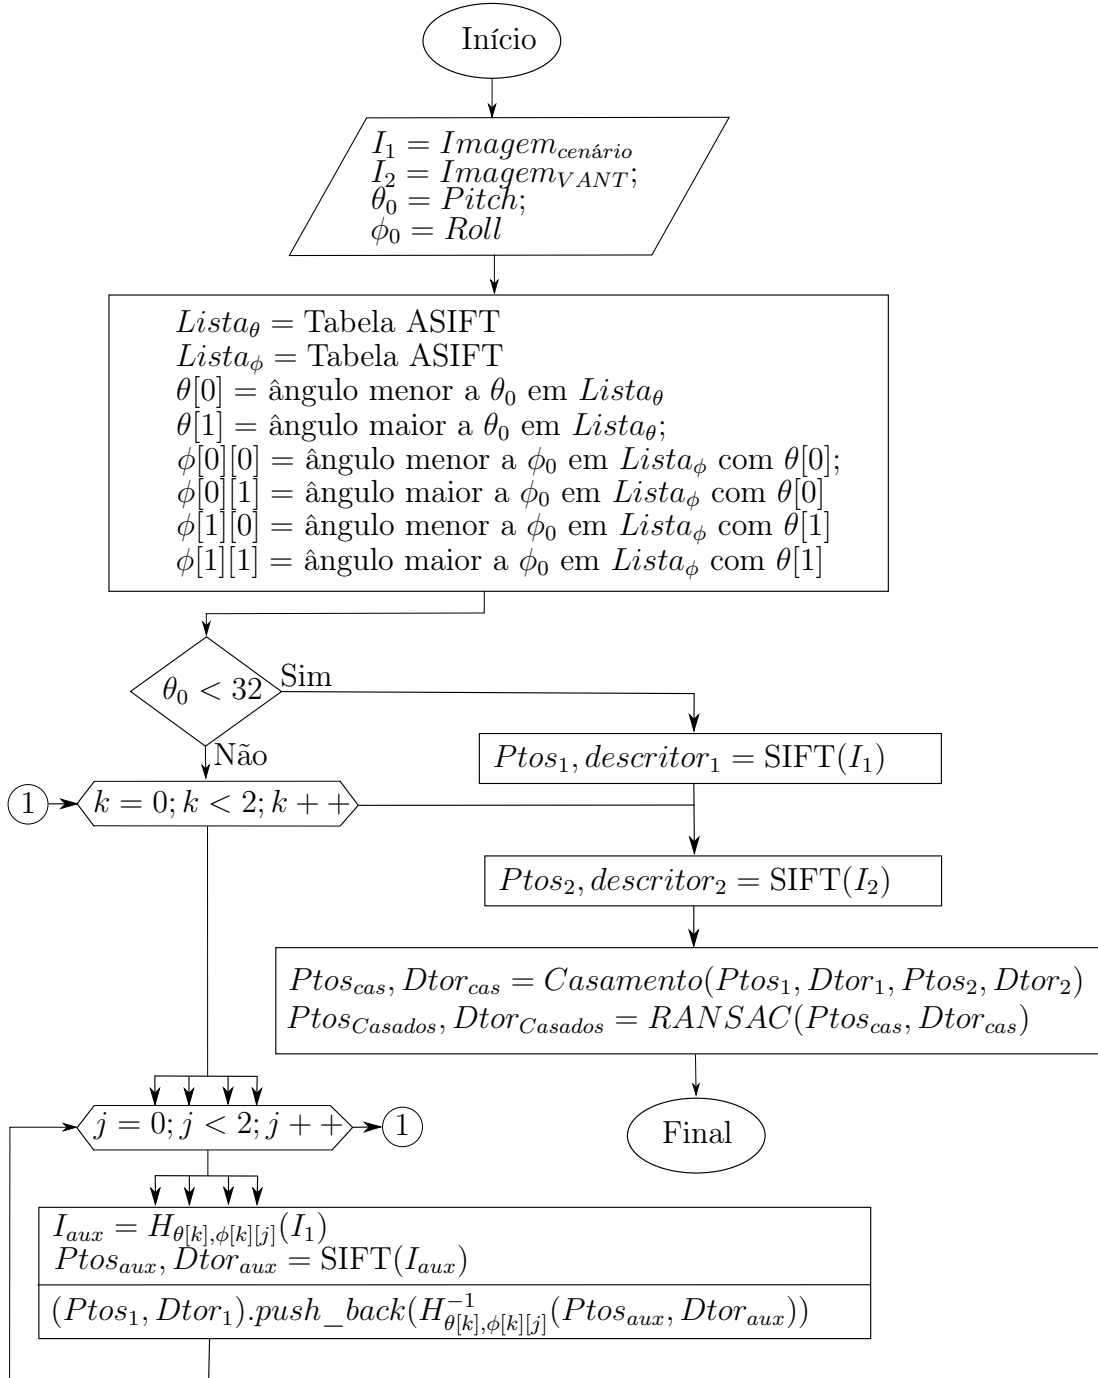 Início
I₁ = Imagem_cenário
I₂ = Imagem_VANT;
θ₀ = Pitch;
ϕ₀ = Roll
Lista_θ = Tabela ASIFT
Lista_ϕ = Tabela ASIFT
θ[0] = ângulo menor a θ₀ em Lista_θ
θ[1] = ângulo maior a θ₀ em Lista_θ;
ϕ[0][0] = ângulo menor a ϕ₀ em Lista_ϕ com θ[0];
ϕ[0][1] = ângulo maior a ϕ₀ em Lista_ϕ com θ[0]
ϕ[1][0] = ângulo menor a ϕ₀ em Lista_ϕ com θ[1]
ϕ[1][1] = ângulo maior a ϕ₀ em Lista_ϕ com θ[1]
θ₀ < 32
Sim
Não
Ptos₁, descritor₁ = SIFT(I₁)
1
k = 0; k < 2; k + +
Ptos₂, descritor₂ = SIFT(I₂)
Ptos_cas, Dtor_cas = Casamento(Ptos₁, Dtor₁, Ptos₂, Dtor₂)
Ptos_Casados, Dtor_Casados = RANSAC(Ptos_cas, Dtor_cas)
j = 0; j < 2; j + +
1
Final
I_aux = H_θ[k],ϕ[k][j](I₁)
Ptos_aux, Dtor_aux = SIFT(I_aux)
(Ptos₁, Dtor₁).push_back(H⁻¹_θ[k],ϕ[k][j](Ptos_aux, Dtor_aux))